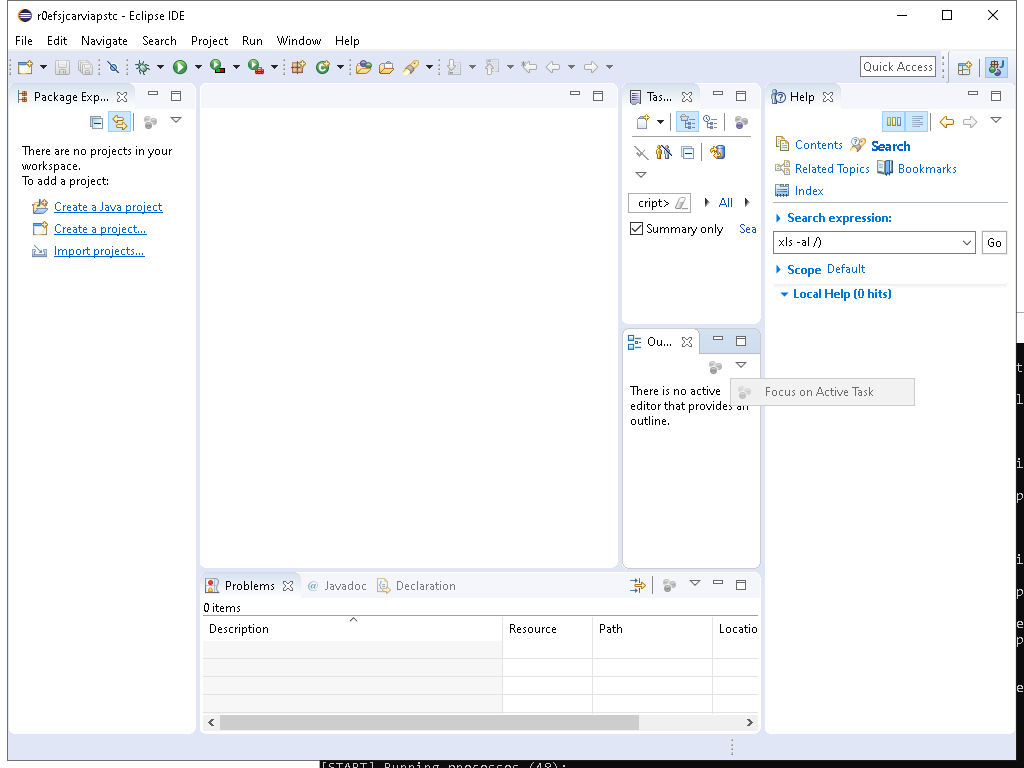 r0efsjcarviapstc - Eclipse IDE
File Edit Navigate Search Project Run Window Help
Quick Access
Package Exp...
There are no projects in your
workspace.
To add a project:
Create a Java project
Create a project...
Import projects...
Tas...
cript>
All
Summary only
Sea
Ou...
Focus on Active Task
There is no active
editor that provides an
outline.
Help
Contents
Search
Related Topics
Bookmarks
Index
Search expression:
xls -al /)
Go
Scope Default
Local Help (0 hits)
Problems
@ Javadoc
Declaration
0 items
Description Resource Path Locatio
[START] Running processes (48):